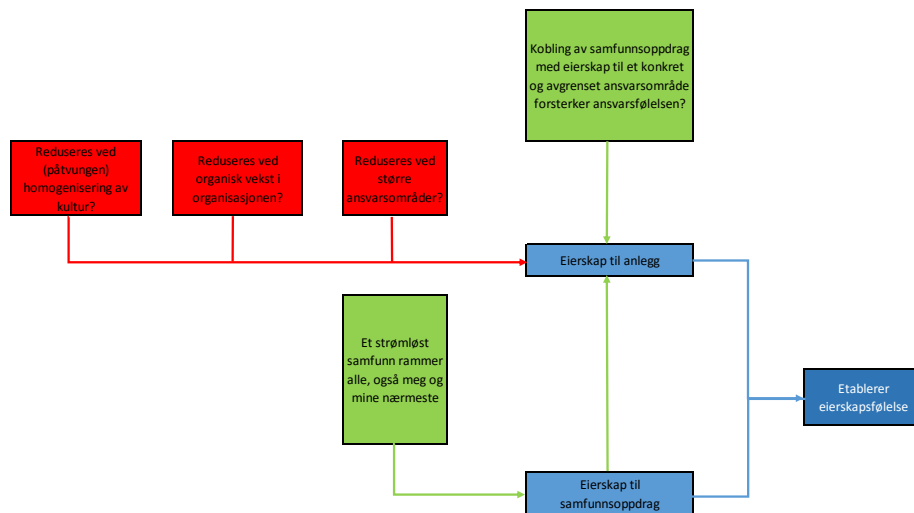 Kobling av samfunnsoppdrag
med eierskap til et konkret
og avgrenset ansvarsområde
forsterker ansvarsfølelsen?
Reduseres ved
(påtvungen)
homogenisering av
kultur?
Reduseres ved
organisk vekst i
organisasjonen?
Reduseres ved
større
ansvarsområder?
Eierskap til anlegg
Et strømløst
samfunn rammer
alle, også meg og
mine nærmeste
Etablerer
eierskapsfølelse
Eierskap til
samfunnsoppdrag